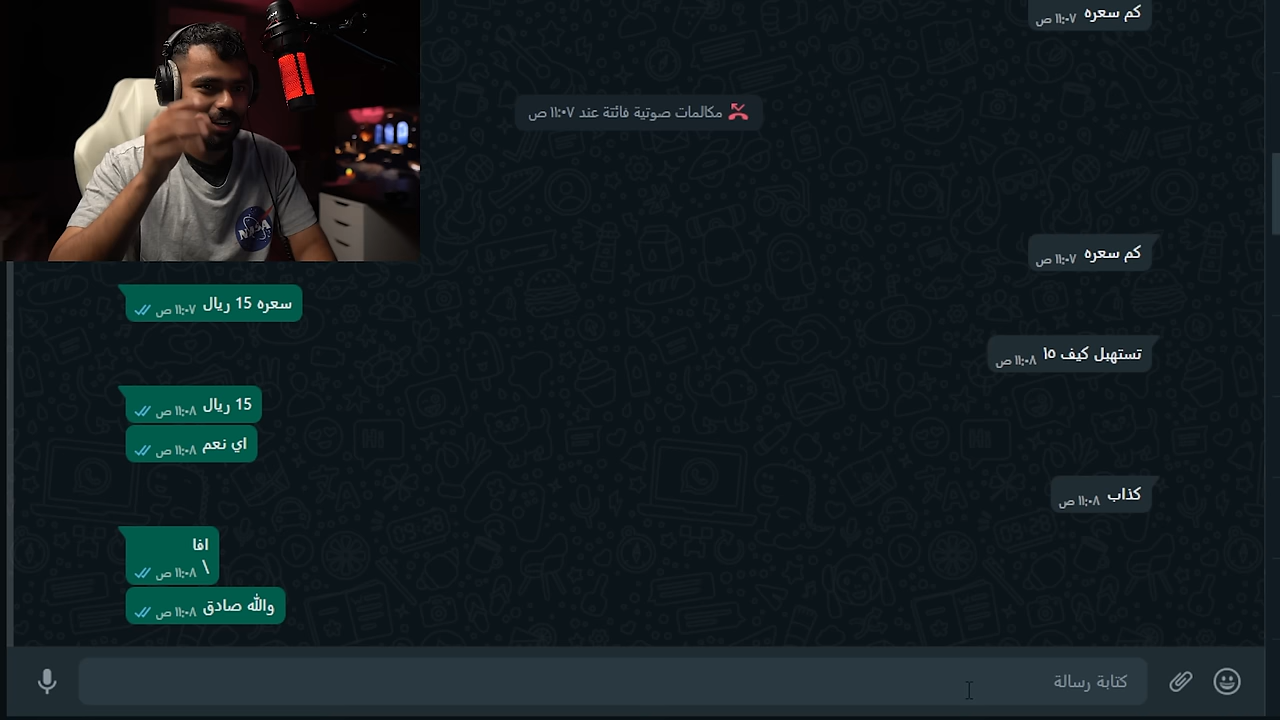 كم سعره ١١:٠٧ ص
مكالمات صوتية فائتة عند ١١:٠٧ ص
كم سعره ١١:٠٧ ص
سعره 15 ريال ١١:٠٧ ص
تستهبل كيف ١٥ ١١:٠٨ ص
15 ريال ١١:٠٨ ص
اي نعم ١١:٠٨ ص
كذاب ١١:٠٨ ص
افا
\ ١١:٠٨ ص
والله صادق ١١:٠٨ ص
كتابة رسالة
NASA